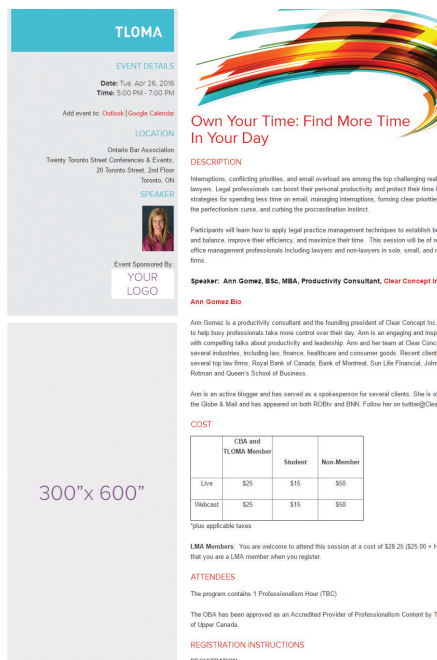 TLOMA
EVENT DETAILS
Date: Tue, Apr 26, 2016
Time: 5:00 PM - 7:00 PM
Add event to: Outlook | Google Calendar
LOCATION
Ontario Bar Association
Twenty Toronto Street Conferences & Events,
20 Toronto Street, 2nd Floor
Toronto, ON
SPEAKER
Event Sponsored By:
YOUR
LOGO
300"x 600"
Own Your Time: Find More Time
In Your Day
DESCRIPTION
Interruptions, conflicting priorities, and email overload are among the top challenging
lawyers. Legal professionals can boost their personal productivity and protect their time
strategies for spending less time on email, managing interruptions, forming clear
the perfectionism curve, and curbing the procrastination instinct.
Participants will learn how to apply legal practice management techniques to establish
and balance, improve their efficiency, and maximize their time. This session will be of
office management professionals including lawyers and non-lawyers in sole, small, and
firms.
Speaker: Ann Gomez, BSc, MBA, Productivity Consultant, Clear Concept
Ann Gomez Bio
Ann Gomez is a productivity consultant and the founding president of Clear Concept Inc.
to help busy professionals take more control over their day. Ann is an engaging and
with compelling talks about productivity and leadership. Ann and her team at Clear
several industries, including law, finance, healthcare and consumer goods. Recent
several top law firms, Royal Bank of Canada, Bank of Montreal, Sun Life Financial,
Rotman and Queen's School of Business.
Ann is an active blogger and has served as a spokesperson for several clients. She is
the Globe & Mail and has appeared on both ROBtv and BNN. Follow her on
COST
CBA and
TLOMA Member Student Non-Member
Live $25 $15 $50
Webcast $25 $15 $50
*plus applicable taxes
LMA Members: You are welcome to attend this session at a cost of $28.25 ($25.00 +
that you are a LMA member when you register.
ATTENDEES
The program contains 1 Professionalism Hour (TBC)
The OBA has been approved as an Accredited Provider of Professionalism Content by
of Upper Canada.
REGISTRATION INSTRUCTIONS